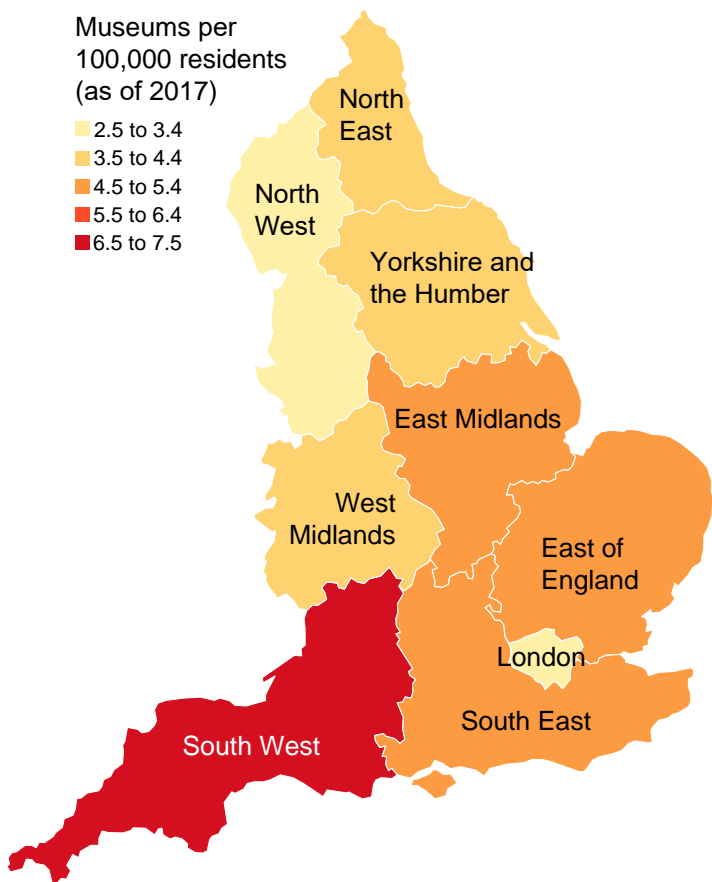 Museums per
100,000 residents
(as of 2017)
2.5 to 3.4
3.5 to 4.4
4.5 to 5.4
5.5 to 6.4
6.5 to 7.5
North
East
North
West
Yorkshire and
the Humber
East Midlands
West
Midlands
East of
England
London
South East
South West